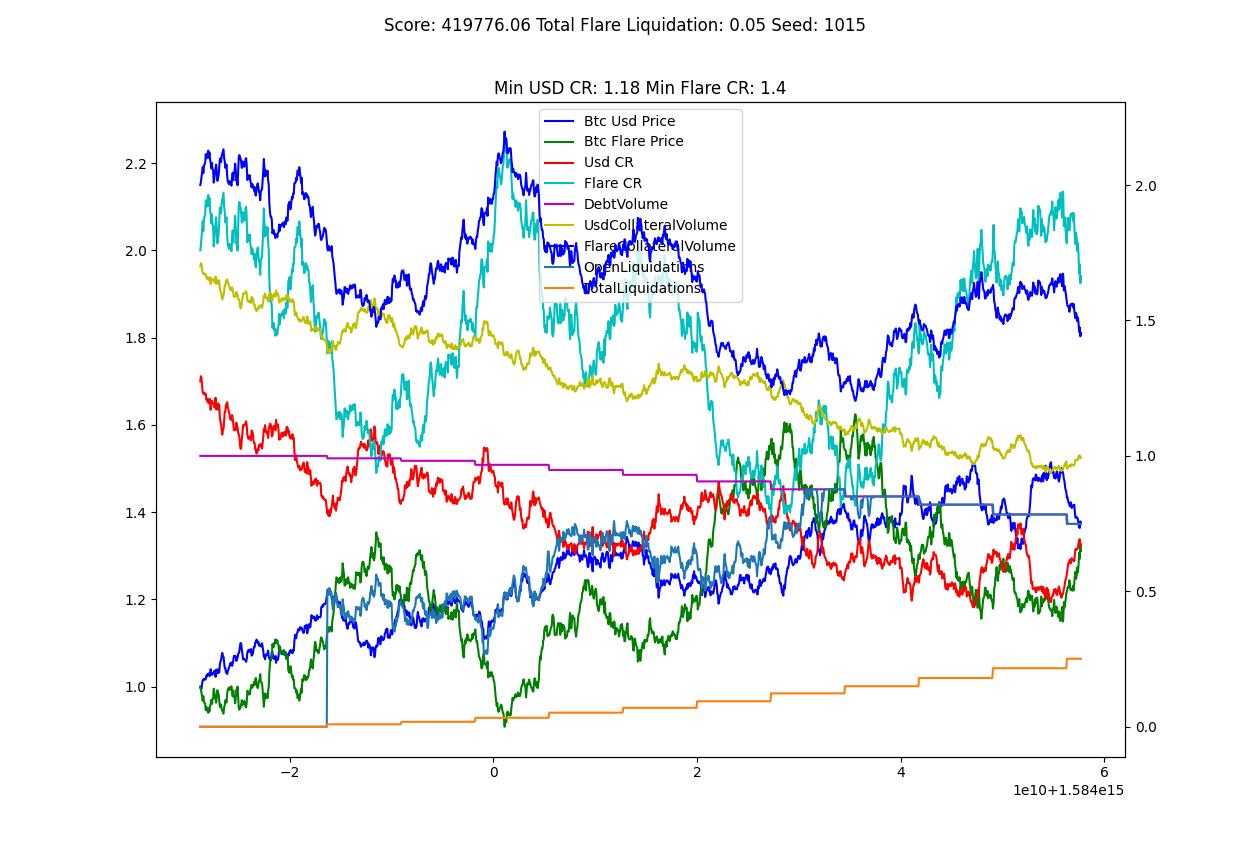 Score: 419776.06 Total Flare Liquidation: 0.05 Seed: 1015
Min USD CR: 1.18 Min Flare CR: 1.4
Btc Usd Price
Btc Flare Price
Usd CR
Flare CR
DebtVolume
UsdCollateralVolume
FlareCollateralVolume
OpenLiquidations
TotalLiquidations
2.2
2.0
1.8
1.6
1.4
1.2
1.0
2.0
1.5
1.0
0.5
0.0
−2
0
2
4
6
1e10+1.584e15